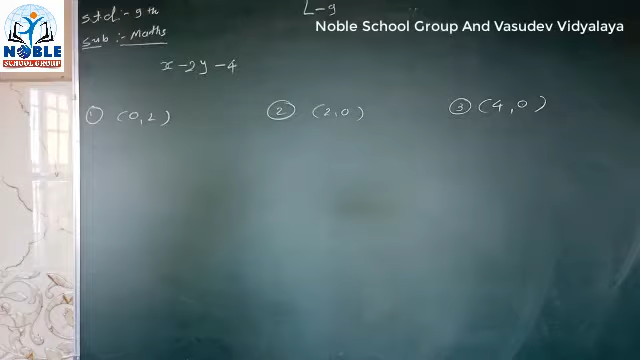 Noble School Group And Vasudev Vidyalaya
NOBLE
SCHOOL GROUP
std:- 9th
L-9
Sub :- Maths
x - 2y - 4
① (0,2)
② (2,0)
③ (4,0)